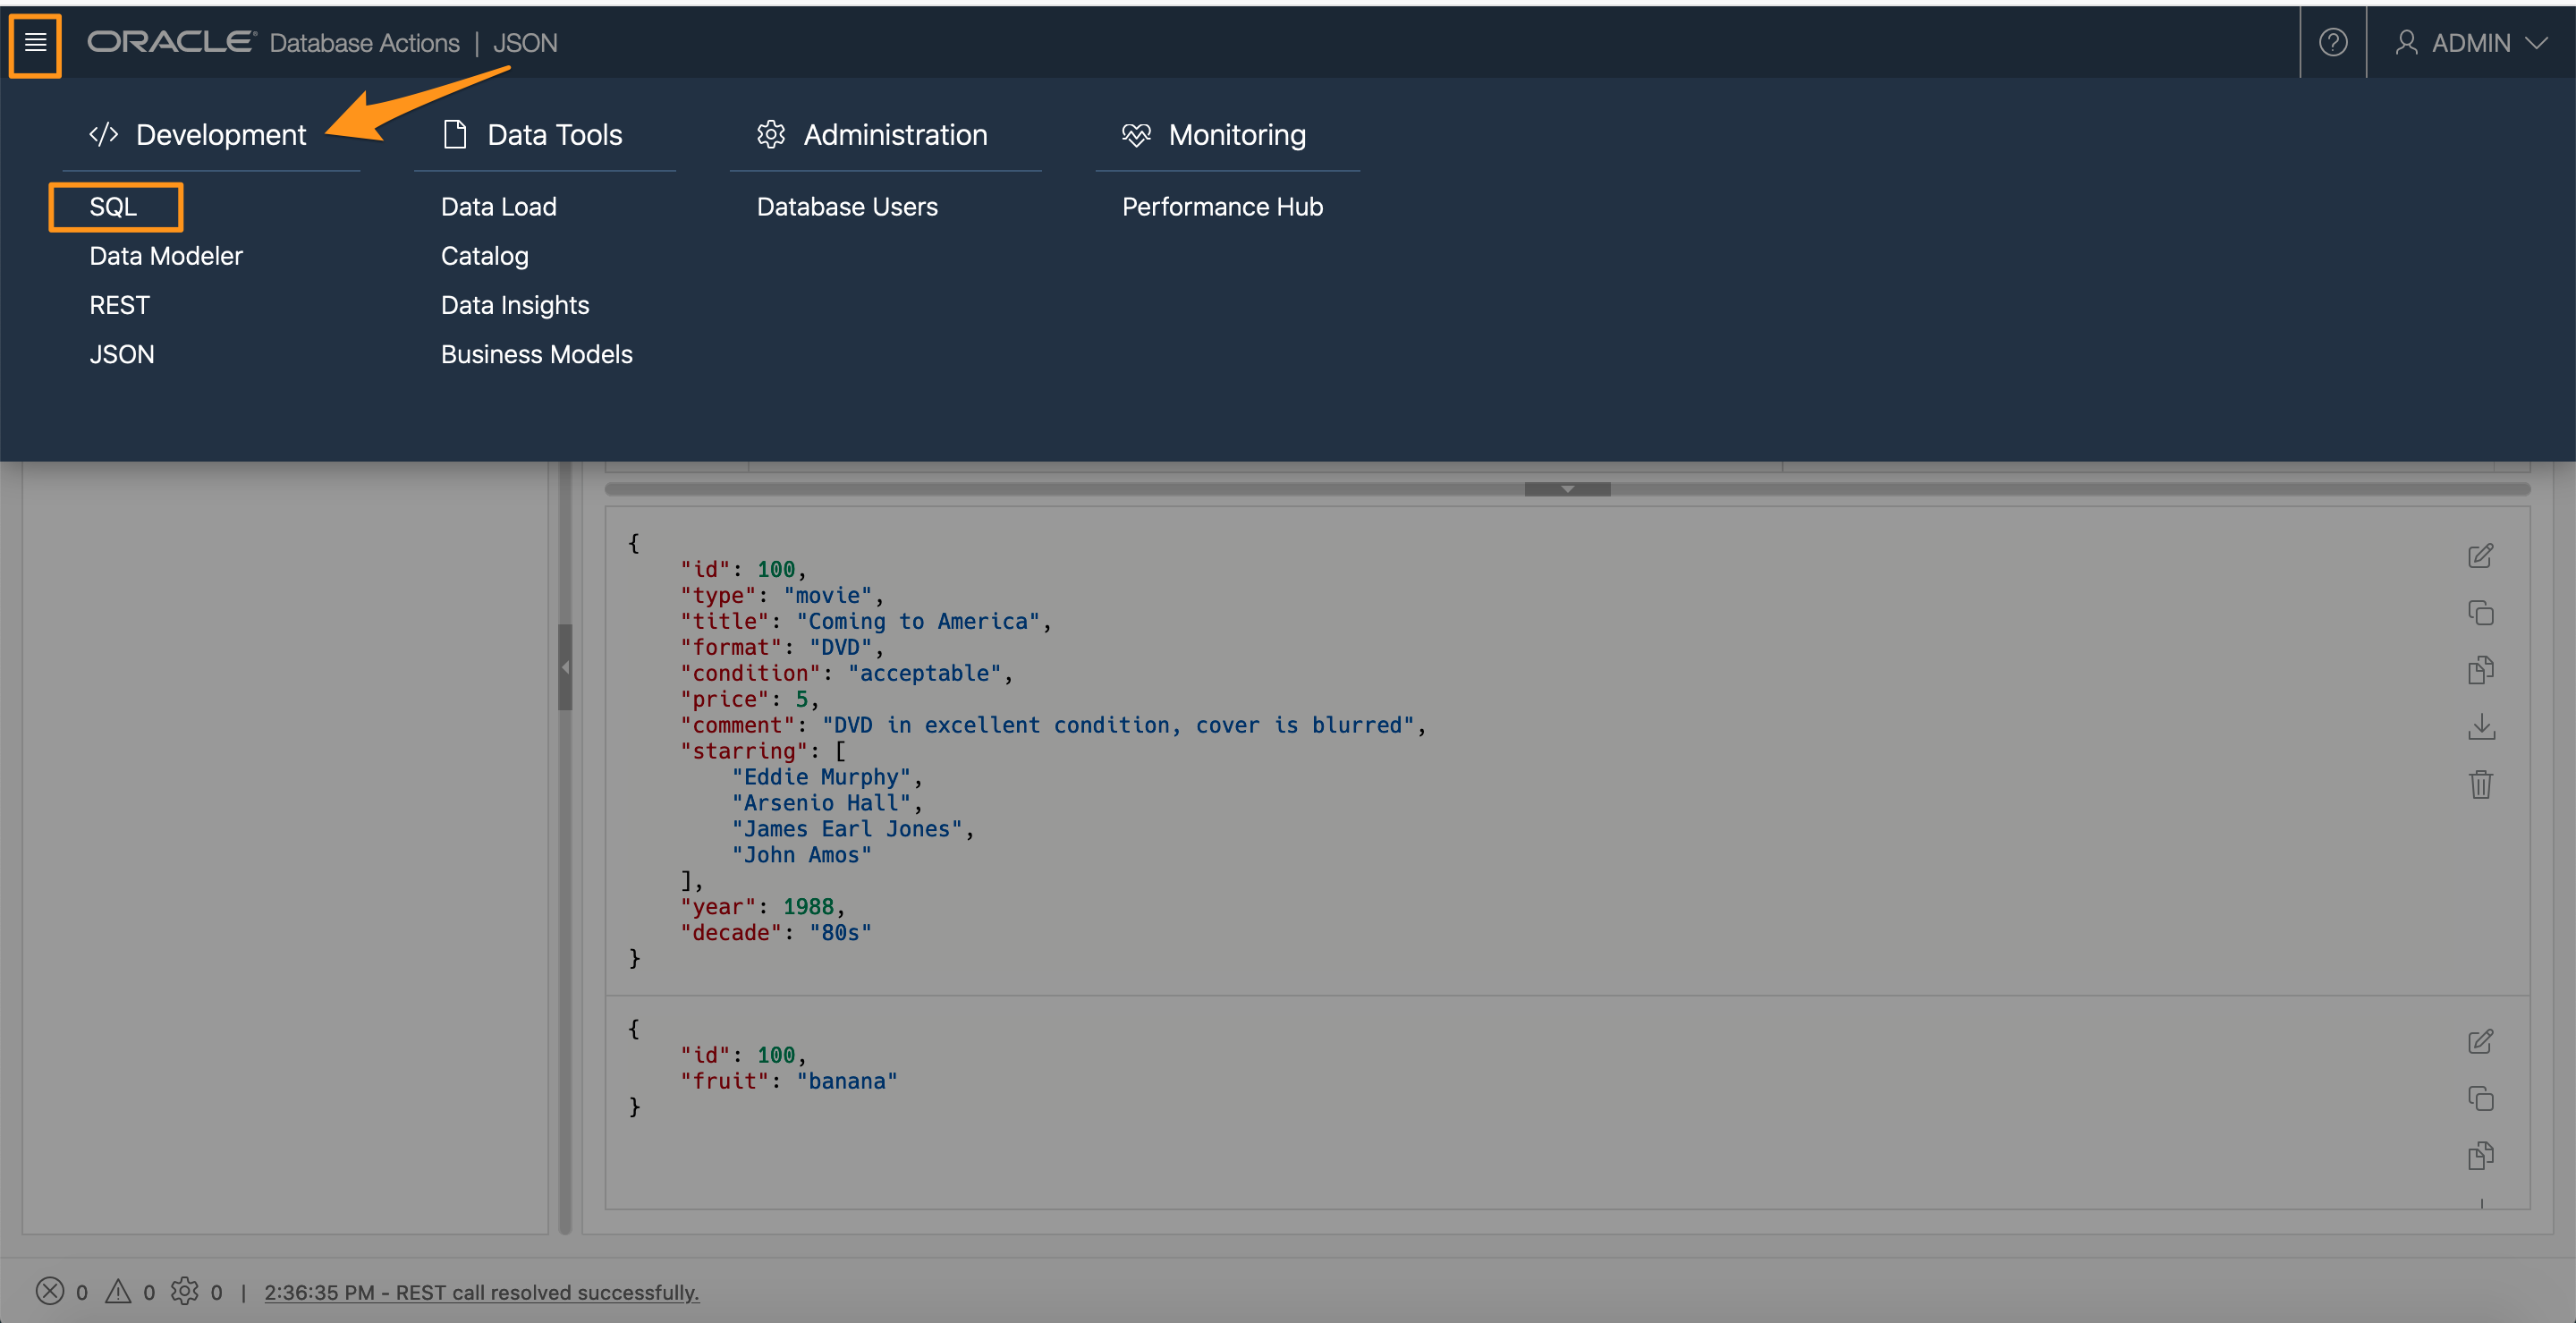 ORACLE® Database Actions | JSON
ADMIN
</> Development
Data Tools
Administration
Monitoring
SQL
Data Load
Database Users
Performance Hub
Data Modeler
Catalog
REST
Data Insights
JSON
Business Models
{
"id": 100,
"type": "movie",
"title": "Coming to America",
"format": "DVD",
"condition": "acceptable",
"price": 5,
"comment": "DVD in excellent condition, cover is blurred",
"starring": [
"Eddie Murphy",
"Arsenio Hall",
"James Earl Jones",
"John Amos"
],
"year": 1988,
"decade": "80s"
}
{
"id": 100,
"fruit": "banana"
}
0 0 0 | 2:36:35 PM - REST call resolved successfully.